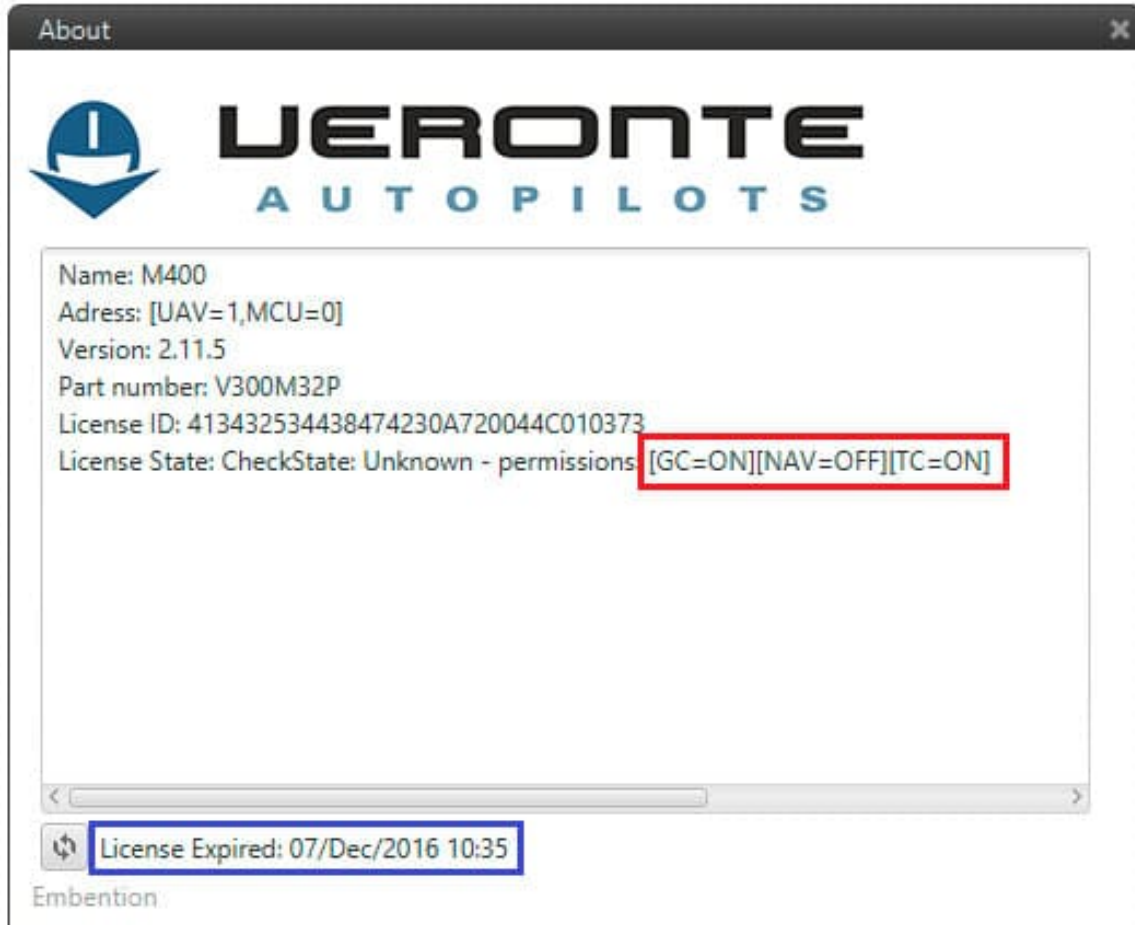 About
VERONTE
AUTOPILOTS
Name: M400
Adress: [UAV=1,MCU=0]
Version: 2.11.5
Part number: V300M32P
License ID: 413432534438474230A720044C010373
License State: CheckState: Unknown - permissions: [GC=ON][NAV=OFF][TC=ON]
License Expired: 07/Dec/2016 10:35
Embention